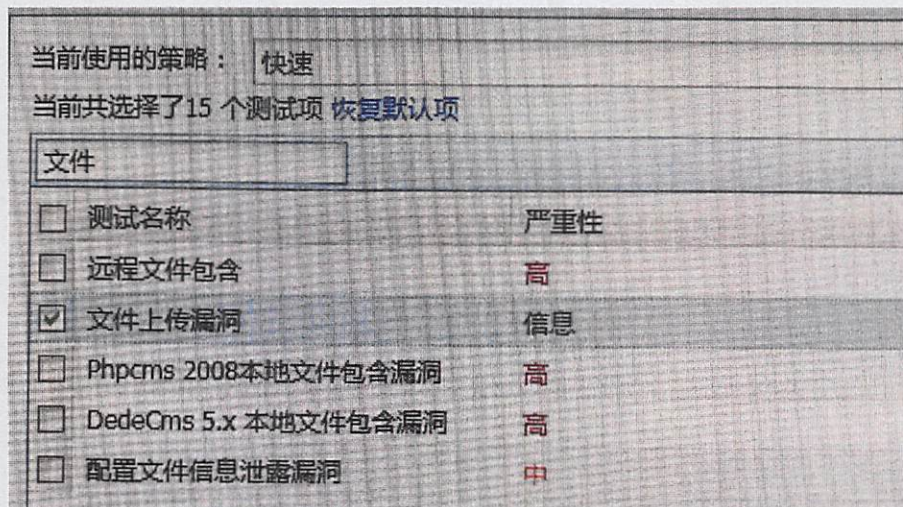 当前使用的策略： 快速
当前共选择了15 个测试项 恢复默认项
文件
测试名称 严重性
远程文件包含 高
文件上传漏洞 信息
Phpcms 2008本地文件包含漏洞 高
DedeCms 5.x 本地文件包含漏洞 高
配置文件信息泄露漏洞 中